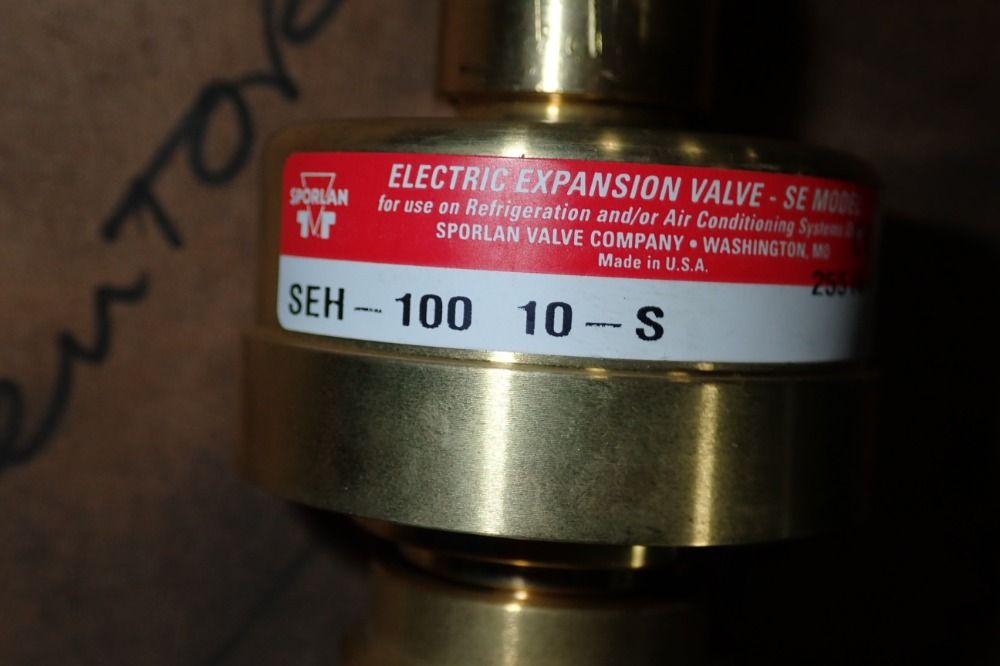 SPORLAN
ELECTRIC EXPANSION VALVE - SE MODEL
for use on Refrigeration and/or Air Conditioning Systems
SPORLAN VALVE COMPANY • WASHINGTON, MO
Made in U.S.A.
SEH - 100 10 - S